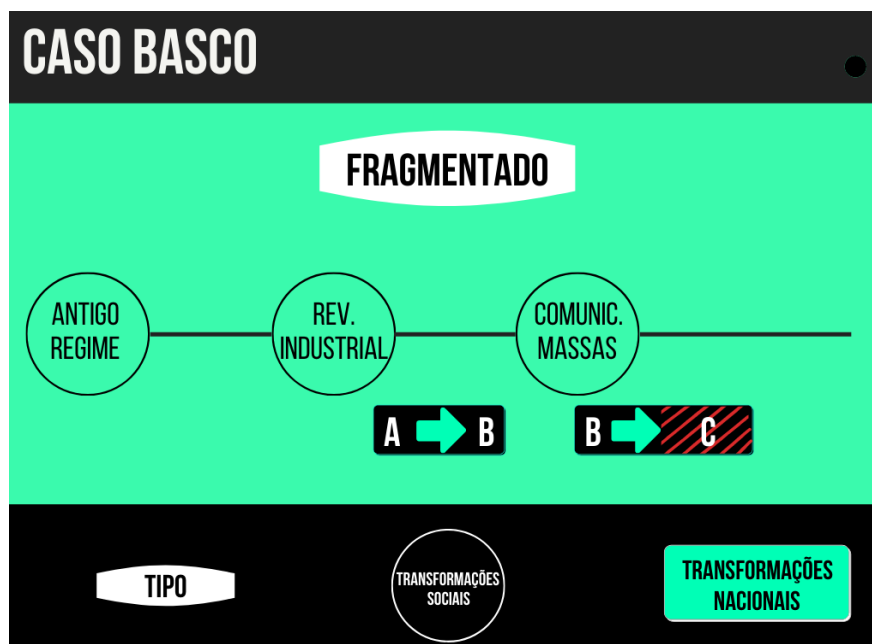 CASO BASCO
FRAGMENTADO
ANTIGO
REGIME
REV.
INDUSTRIAL
COMUNIC.
MASSAS
A B
B C
TIPO
TRANSFORMAÇÕES
SOCIAIS
TRANSFORMAÇÕES
NACIONAIS